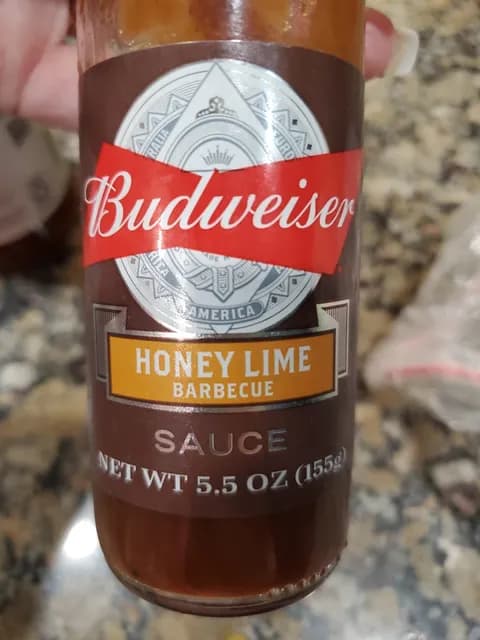 Budweiser
AMERICA
HONEY LIME
BARBECUE
SAUCE
NET WT 5.5 OZ (155g)